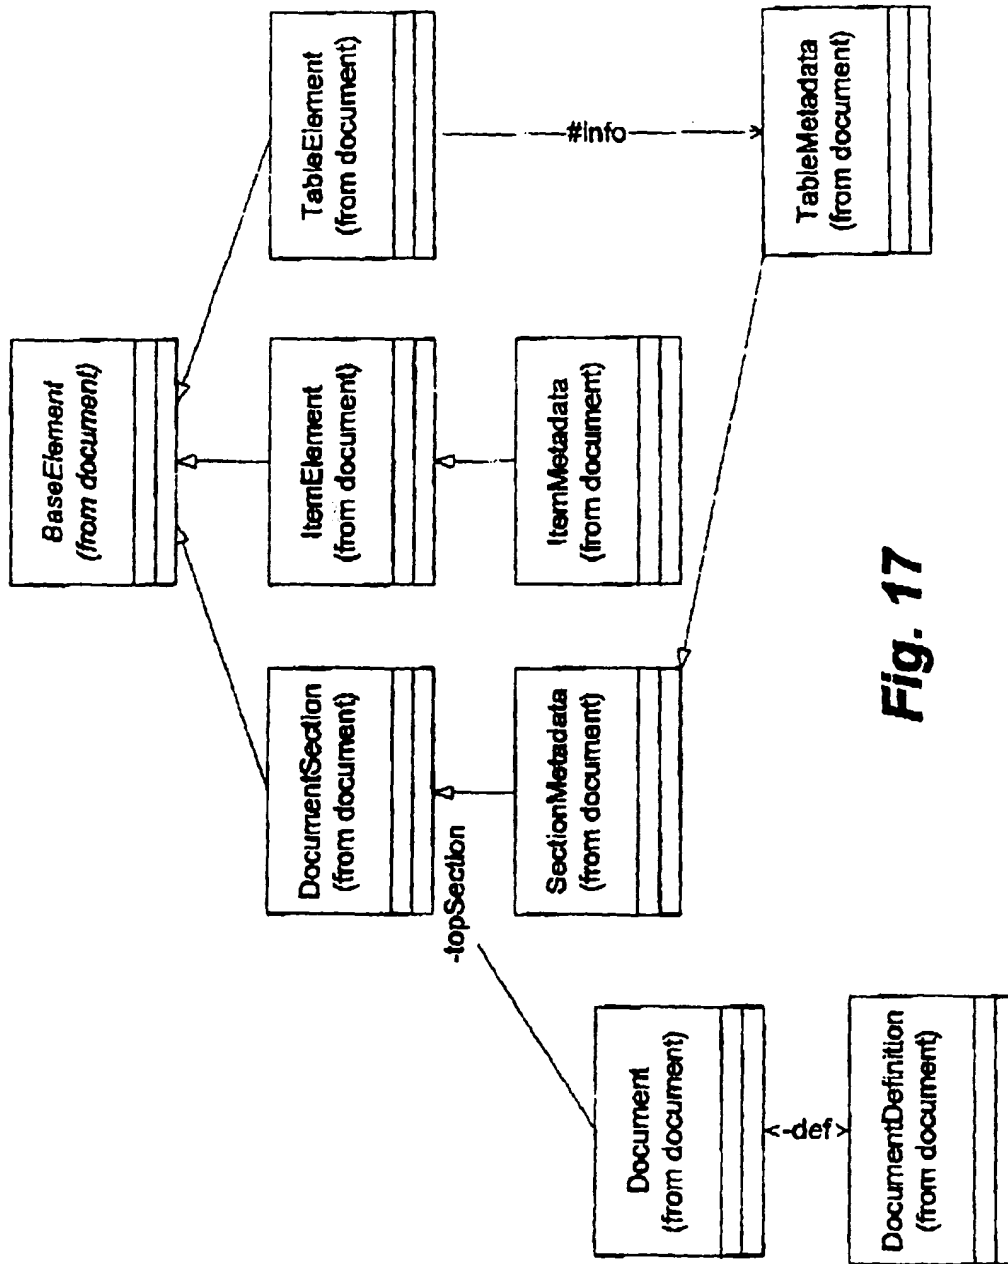 BaseElement
(from document)
DocumentSection
(from document)
ItemElement
(from document)
TableElement
(from document)
-topSection
#info
SectionMetadata
(from document)
ItemMetadata
(from document)
TableMetadata
(from document)
Document
(from document)
-def
DocumentDefinition
(from document)
Fig. 17